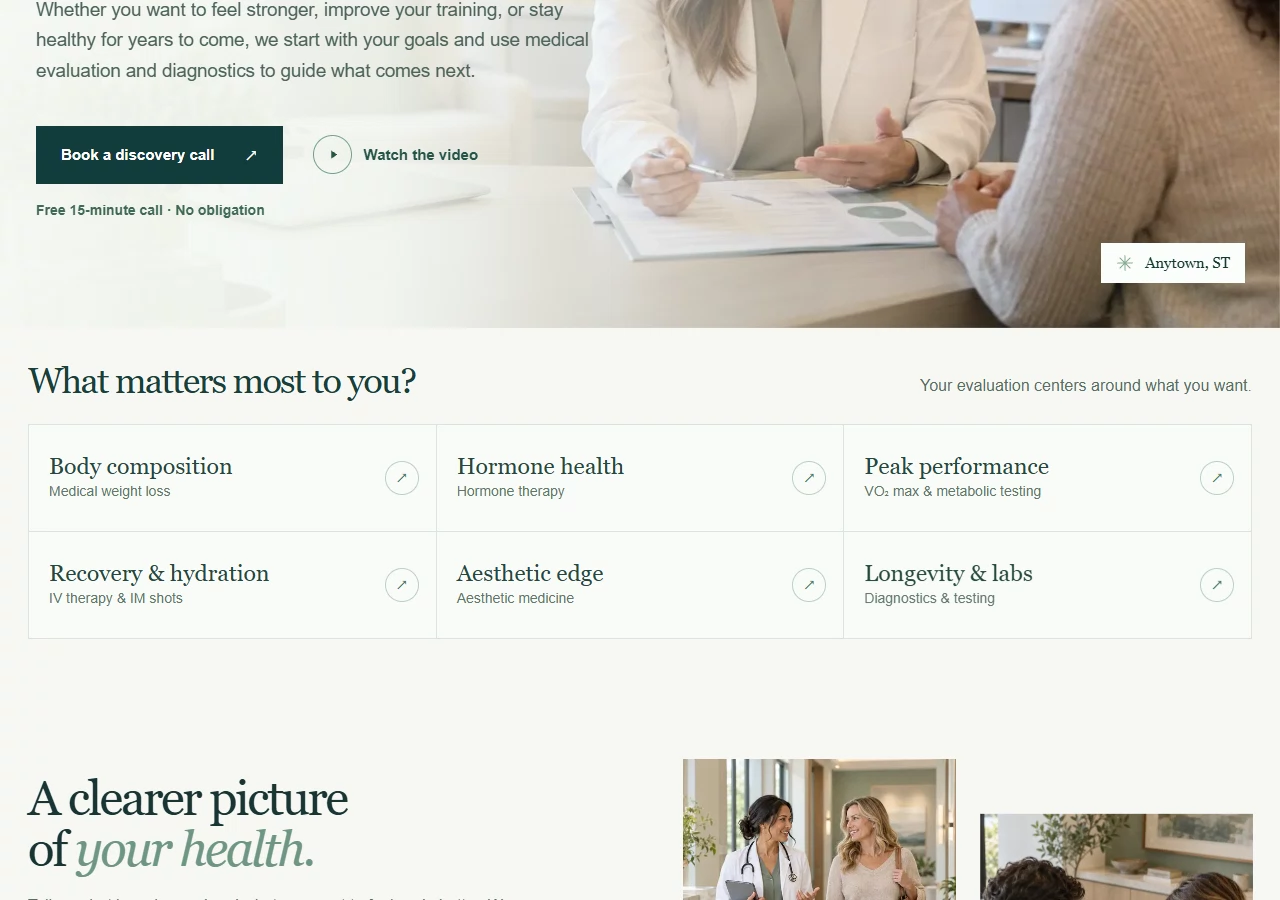 Whether you want to feel stronger, improve your training, or stay
healthy for years to come, we start with your goals and use medical
evaluation and diagnostics to guide what comes next.
Book a discovery call ↗
Watch the video
Free 15-minute call · No obligation
Anytown, ST
What matters most to you?
Your evaluation centers around what you want.
Body composition
Medical weight loss
Hormone health
Hormone therapy
Peak performance
VO₂ max & metabolic testing
Recovery & hydration
IV therapy & IM shots
Aesthetic edge
Aesthetic medicine
Longevity & labs
Diagnostics & testing
A clearer picture
of your health.